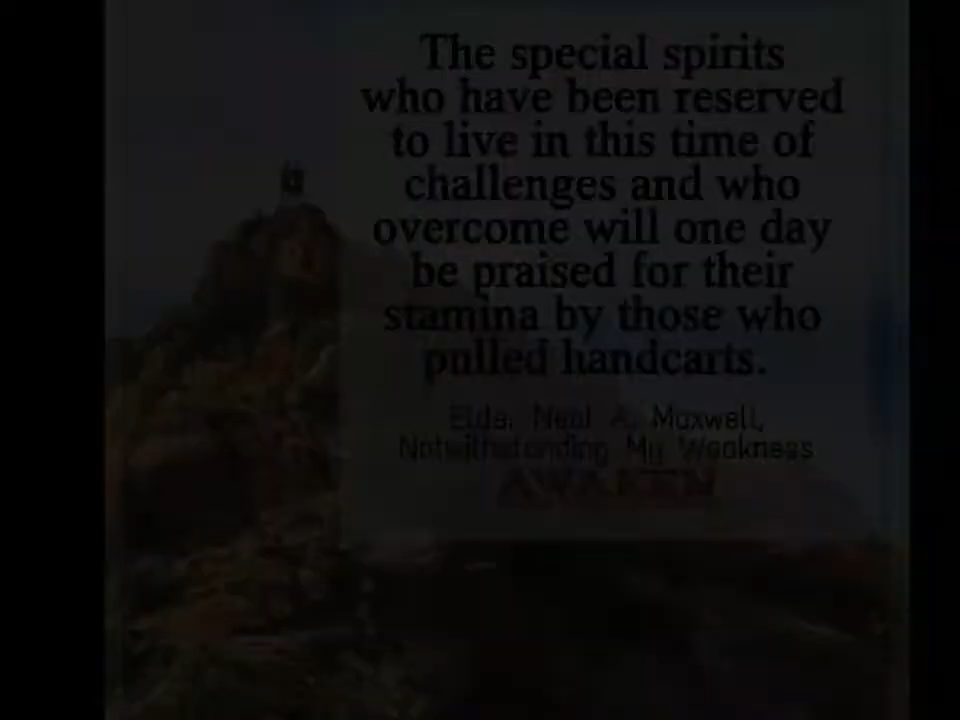 The special spirits
who have been reserved
to live in this time of
challenges and who
overcome will one day
be praised for their
stamina by those who
pulled handcarts.
Elder Neal A. Maxwell,
Notwithstanding My Weakness
AWAKEN